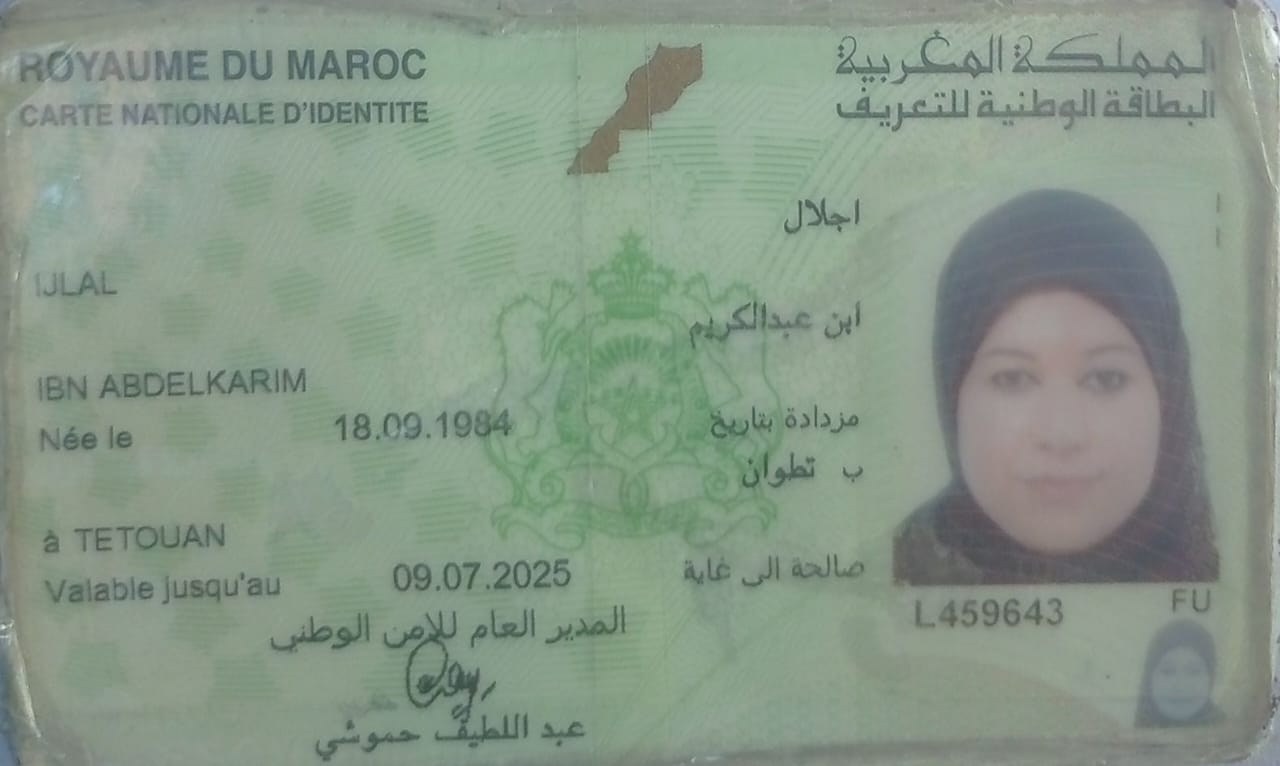 ROYAUME DU MAROC
المملكة المغربية
CARTE NATIONALE D'IDENTITE
البطاقة الوطنية للتعريف
اجلال
IJLAL
ابن عبدالكريم
IBN ABDELKARIM
Née le 18.09.1984 مزدادة بتاريخ
ب تطوان
à TETOUAN
Valable jusqu'au 09.07.2025 صالحة الى غاية
L459643 FU
المدير العام للامن الوطني
عبد اللطيف حموشي